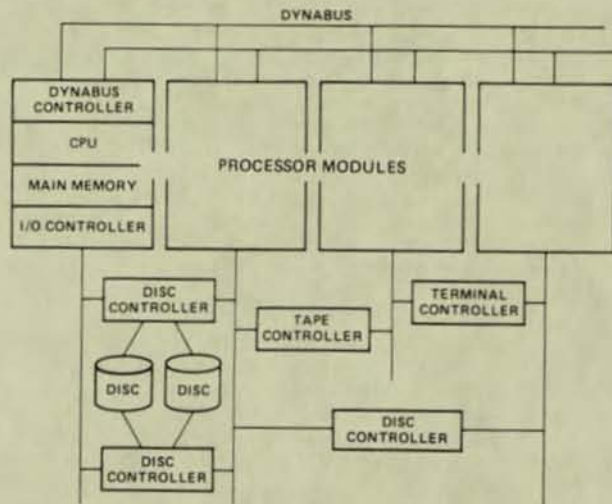 DYNABUS
DYNABUS
CONTROLLER
CPU
MAIN MEMORY
I/O CONTROLLER
PROCESSOR MODULES
DISC
CONTROLLER
TAPE
CONTROLLER
TERMINAL
CONTROLLER
DISC
DISC
DISC
CONTROLLER
DISC
CONTROLLER